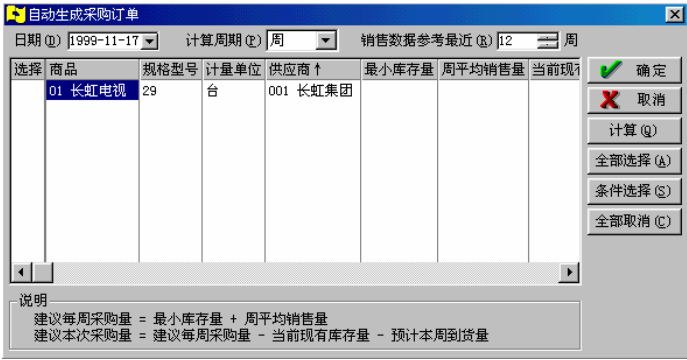 自动生成采购订单
日期(D) 1999-11-17 计算周期(P) 周 销售数据参考最近(R) 12 周
选择 商品 规格型号 计量单位 供应商↑ 最小库存量 周平均销售量 当前现
01 长虹电视 29 台 001 长虹集团
确定
取消
计算(Q)
全部选择(A)
条件选择(S)
全部取消(C)
说明
建议每周采购量 = 最小库存量 + 周平均销售量
建议本次采购量 = 建议每周采购量 - 当前现有库存量 - 预计本周到货量